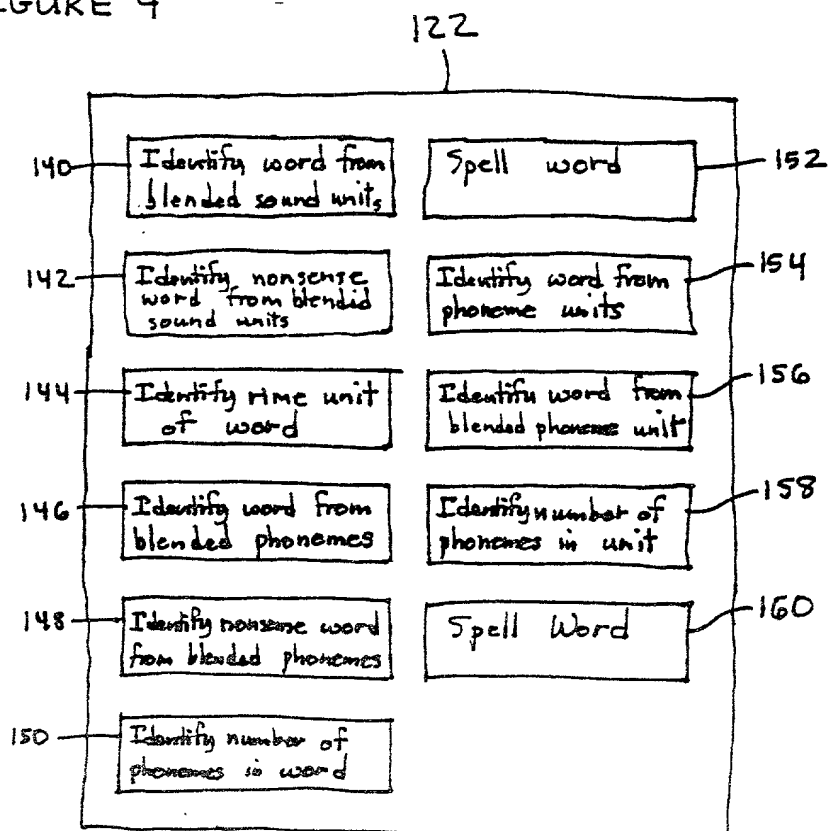 FIGURE 9
122
140
Identify word from
blended sound units
Spell word
152
142
Identify nonsense
word from blendid
sound units
Identify word from
phoneme units
154
144
Identify rime unit
of word
Identify word from
blended phoneme unit
156
146
Identify word from
blended phonemes
Identify number of
phonemes in unit
158
148
Identify nonsense word
from blended phonemes
Spell Word
160
150
Identify number of
phonemes in word